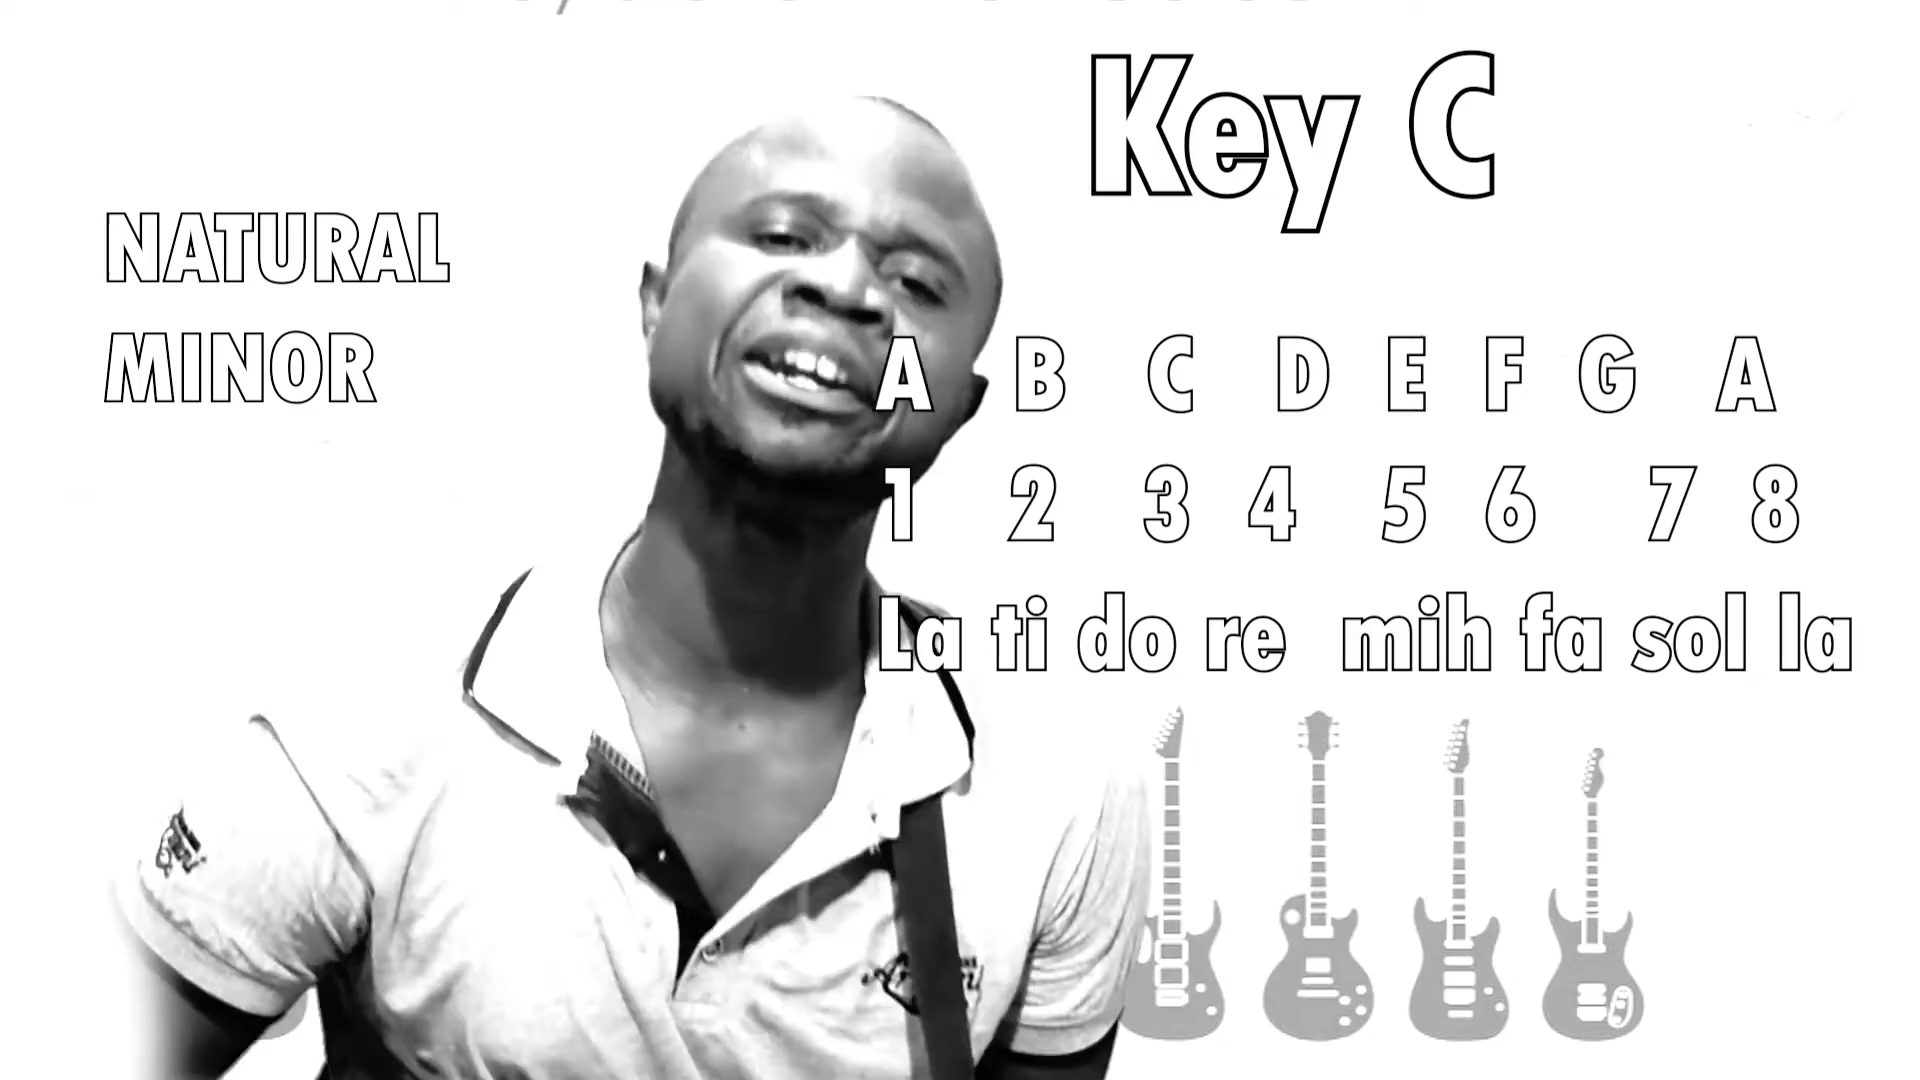 Key C
NATURAL
MINOR
A B C D E F G A
1 2 3 4 5 6 7 8
La ti do re mih fa sol la